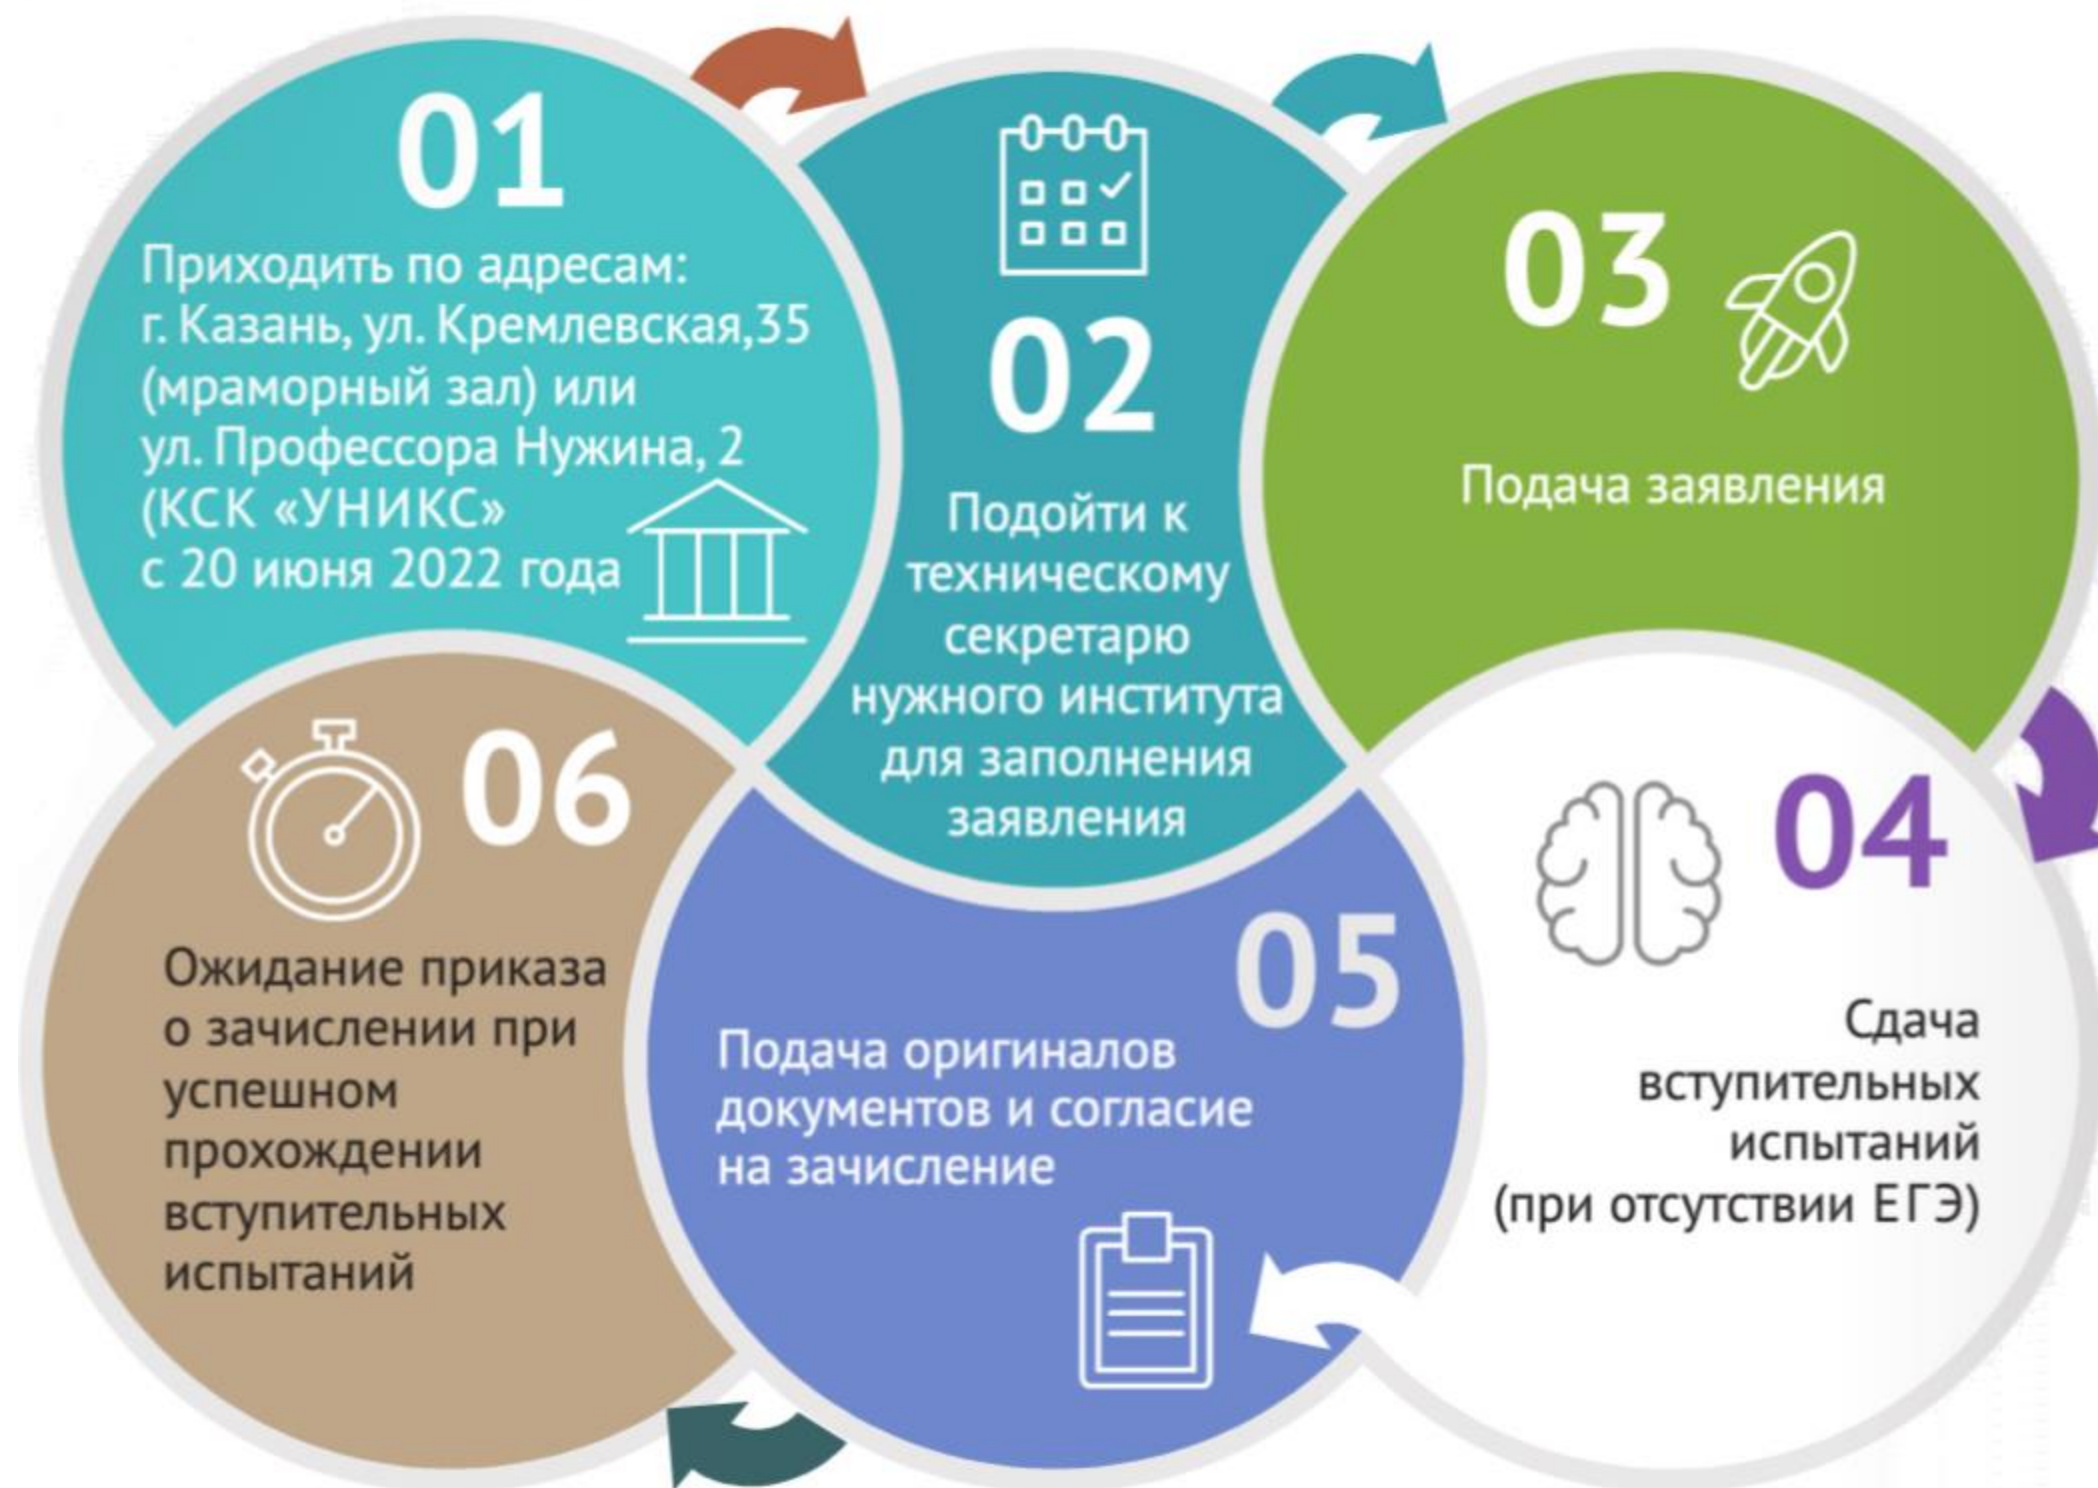 01
Приходить по адресам:
г. Казань, ул. Кремлевская,35
(мраморный зал) или
ул. Профессора Нужина, 2
(КСК «УНИКС»
с 20 июня 2022 года
02
Подойти к
техническому
секретарю
нужного института
для заполнения
заявления
03
Подача заявления
04
Сдача
вступительных
испытаний
(при отсутствии ЕГЭ)
05
Подача оригиналов
документов и согласие
на зачисление
06
Ожидание приказа
о зачислении при
успешном
прохождении
вступительных
испытаний